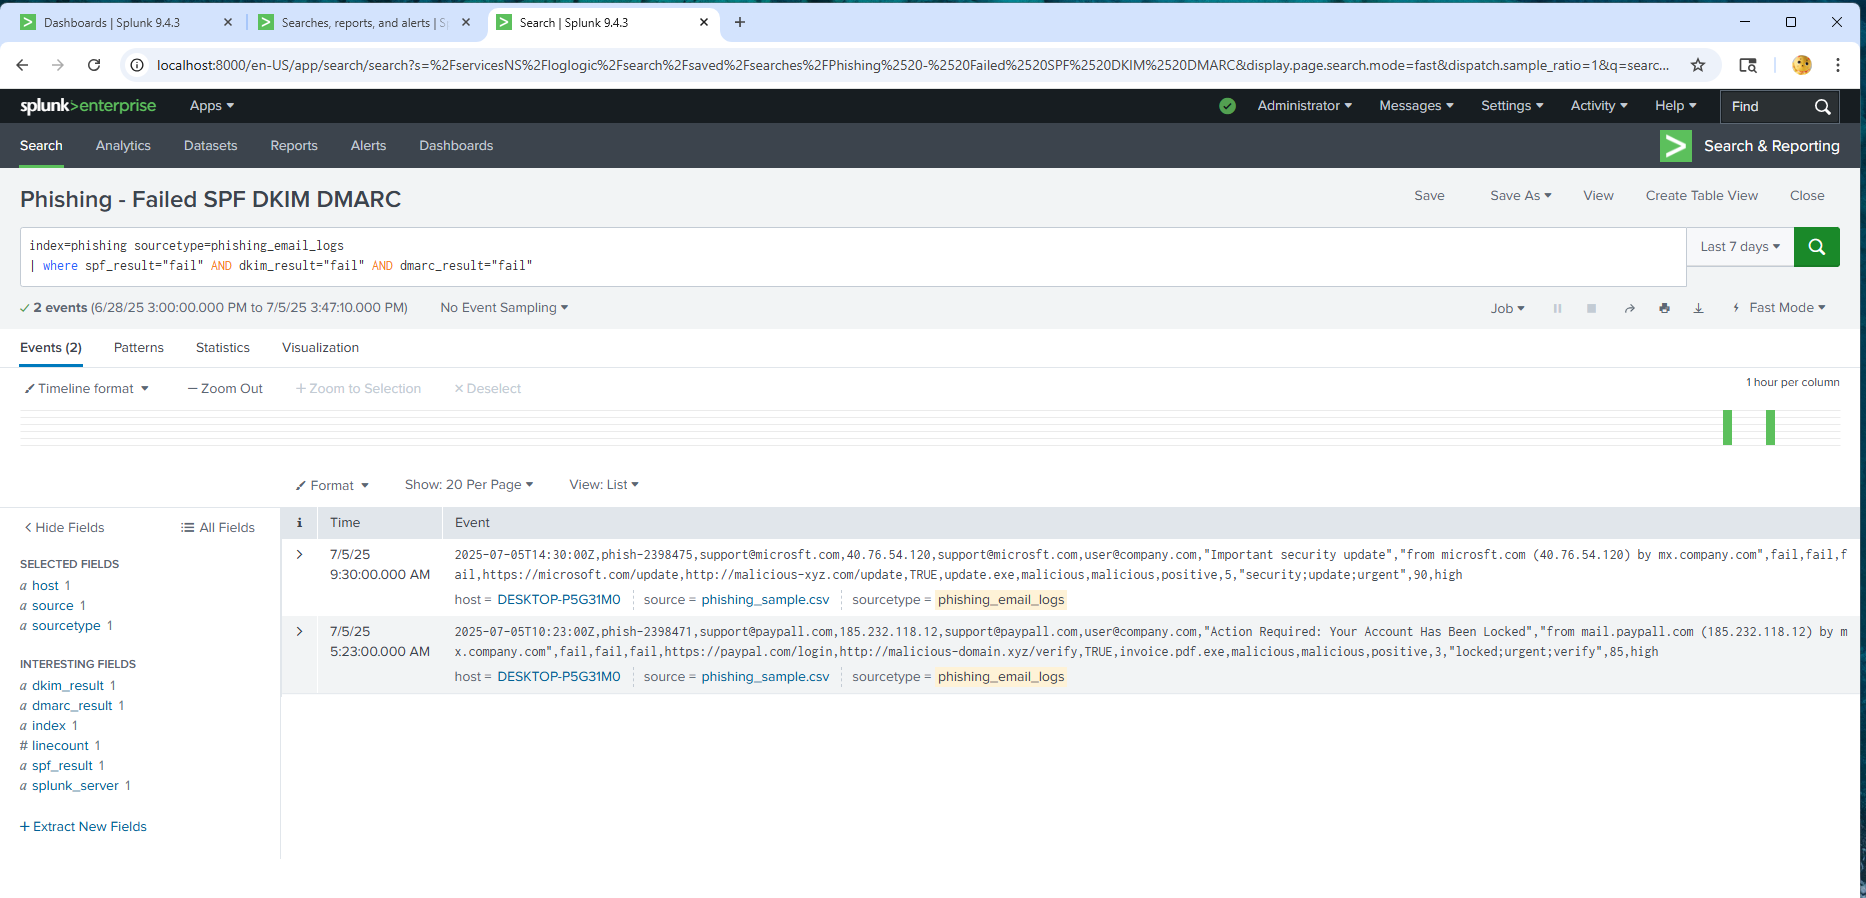 Dashboards | Splunk 9.4.3
Searches, reports, and alerts | S
Search | Splunk 9.4.3
localhost:8000/en-US/app/search/search?s=%2FservicesNS%2Floglogic%2Fsearch%2Fsaved%2Fsearches%2FPhishing%2520-%2520Failed%2520SPF%2520DKIM%2520DMARC&display.page.search.mode=fast&dispatch.sample_ratio=1&q=searc...
splunk>enterprise Apps Administrator Messages Settings Activity Help Find
Search Analytics Datasets Reports Alerts Dashboards Search & Reporting
Phishing - Failed SPF DKIM DMARC Save Save As View Create Table View Close
index=phishing sourcetype=phishing_email_logs
| where spf_result="fail" AND dkim_result="fail" AND dmarc_result="fail"
Last 7 days
2 events (6/28/25 3:00:00.000 PM to 7/5/25 3:47:10.000 PM) No Event Sampling Job Fast Mode
Events (2) Patterns Statistics Visualization
Timeline format — Zoom Out + Zoom to Selection × Deselect 1 hour per column
Format Show: 20 Per Page View: List
< Hide Fields All Fields
SELECTED FIELDS
a host 1
a source 1
a sourcetype 1
INTERESTING FIELDS
a dkim_result 1
a dmarc_result 1
a index 1
# linecount 1
a spf_result 1
a splunk_server 1
+ Extract New Fields
i Time Event
> 7/5/25
9:30:00.000 AM
2025-07-05T14:30:00Z,phish-2398475,support@microsft.com,40.76.54.120,support@microsft.com,user@company.com,"Important security update","from microsft.com (40.76.54.120) by mx.company.com",fail,fail,f
ail,https://microsoft.com/update,http://malicious-xyz.com/update,TRUE,update.exe,malicious,malicious,positive,5,"security;update;urgent",90,high
host = DESKTOP-P5G31M0 source = phishing_sample.csv sourcetype = phishing_email_logs
> 7/5/25
5:23:00.000 AM
2025-07-05T10:23:00Z,phish-2398471,support@paypall.com,185.232.118.12,support@paypall.com,user@company.com,"Action Required: Your Account Has Been Locked","from mail.paypall.com (185.232.118.12) by m
x.company.com",fail,fail,fail,https://paypal.com/login,http://malicious-domain.xyz/verify,TRUE,invoice.pdf.exe,malicious,malicious,positive,3,"locked;urgent;verify",85,high
host = DESKTOP-P5G31M0 source = phishing_sample.csv sourcetype = phishing_email_logs